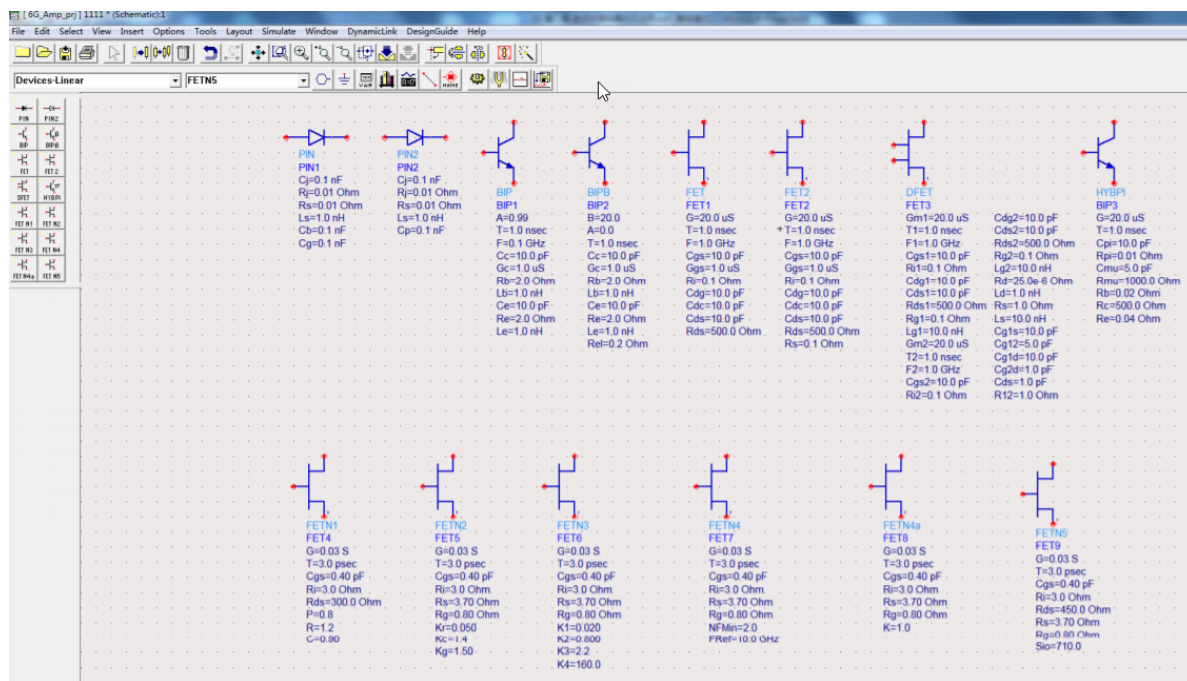 [ 6G_Amp_prj ] 1111 * (Schematic):1
File Edit Select View Insert Options Tools Layout Simulate Window DynamicLink DesignGuide Help
Devices-Linear
FETN5
VAR
NAME
PIN PIN2
BIP BIPB
FET FET2
DFET HYBPI
FET N1 FET N2
FET N3 FET N4
FET N4a FET N5
PIN
PIN1
Cj=0.1 nF
Rj=0.01 Ohm
Rs=0.01 Ohm
Ls=1.0 nH
Cb=0.1 nF
Cg=0.1 nF
PIN2
PIN2
Cj=0.1 nF
Rj=0.01 Ohm
Rs=0.01 Ohm
Ls=1.0 nH
Cp=0.1 nF
BIP
BIP1
A=0.99
T=1.0 nsec
F=0.1 GHz
Cc=10.0 pF
Gc=1.0 uS
Rb=2.0 Ohm
Lb=1.0 nH
Ce=10.0 pF
Re=2.0 Ohm
Le=1.0 nH
BIPB
BIP2
B=20.0
A=0.0
T=1.0 nsec
Cc=10.0 pF
Gc=1.0 uS
Rb=2.0 Ohm
Lb=1.0 nH
Ce=10.0 pF
Re=2.0 Ohm
Le=1.0 nH
Rel=0.2 Ohm
FET
FET1
G=20.0 uS
T=1.0 nsec
F=1.0 GHz
Cgs=10.0 pF
Ggs=1.0 uS
Ri=0.1 Ohm
Cdg=10.0 pF
Cdc=10.0 pF
Cds=10.0 pF
Rds=500.0 Ohm
FET2
FET2
G=20.0 uS
T=1.0 nsec
F=1.0 GHz
Cgs=10.0 pF
Ggs=1.0 uS
Ri=0.1 Ohm
Cdg=10.0 pF
Cdc=10.0 pF
Cds=10.0 pF
Rds=500.0 Ohm
Rs=0.1 Ohm
DFET
FET3
Gm1=20.0 uS
T1=1.0 nsec
F1=1.0 GHz
Cgs1=10.0 pF
Ri1=0.1 Ohm
Cdg1=10.0 pF
Cds1=10.0 pF
Rds1=500.0 Ohm
Rg1=0.1 Ohm
Lg1=10.0 nH
Gm2=20.0 uS
T2=1.0 nsec
F2=1.0 GHz
Cgs2=10.0 pF
Ri2=0.1 Ohm
Cdg2=10.0 pF
Cds2=10.0 pF
Rds2=500.0 Ohm
Rg2=0.1 Ohm
Lg2=10.0 nH
Rd=25.0e-6 Ohm
Ld=1.0 nH
Rs=1.0 Ohm
Ls=10.0 nH
Cg1s=10.0 pF
Cg12=5.0 pF
Cg1d=10.0 pF
Cg2d=1.0 pF
Cds=1.0 pF
R12=1.0 Ohm
HYBPI
BIP3
G=20.0 uS
T=1.0 nsec
Cpi=10.0 pF
Rpi=0.01 Ohm
Cmu=5.0 pF
Rmu=1000.0 Ohm
Rb=0.02 Ohm
Rc=500.0 Ohm
Re=0.04 Ohm
FETN1
FET4
G=0.03 S
T=3.0 psec
Cgs=0.40 pF
Ri=3.0 Ohm
Rds=300.0 Ohm
P=0.8
R=1.2
C=0.90
FETN2
FET5
G=0.03 S
T=3.0 psec
Cgs=0.40 pF
Ri=3.0 Ohm
Rs=3.70 Ohm
Rg=0.80 Ohm
Kr=0.050
Kc=1.4
Kg=1.50
FETN3
FET6
G=0.03 S
T=3.0 psec
Cgs=0.40 pF
Ri=3.0 Ohm
Rs=3.70 Ohm
Rg=0.80 Ohm
K1=0.020
K2=0.800
K3=2.2
K4=160.0
FETN4
FET7
G=0.03 S
T=3.0 psec
Cgs=0.40 pF
Ri=3.0 Ohm
Rs=3.70 Ohm
Rg=0.80 Ohm
NFMin=2.0
FRef=10.0 GHz
FETN4a
FET8
G=0.03 S
T=3.0 psec
Cgs=0.40 pF
Ri=3.0 Ohm
Rs=3.70 Ohm
Rg=0.80 Ohm
K=1.0
FETN5
FET9
G=0.03 S
T=3.0 psec
Cgs=0.40 pF
Ri=3.0 Ohm
Rds=450.0 Ohm
Rs=3.70 Ohm
Rg=0.80 Ohm
Sio=710.0